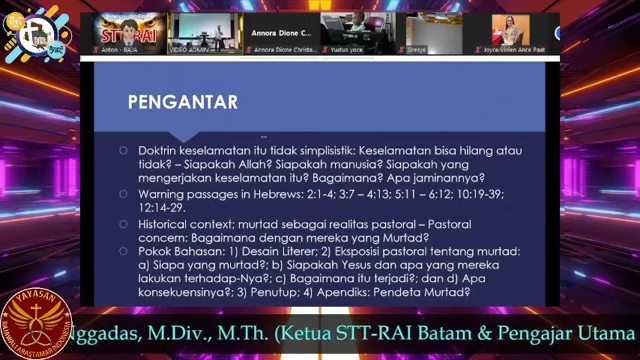 Anton - RAJA
VIDEO ADMIN
Annora Dione C...
Annora Dione Christa...
Yustus yoce
Gresye
Joyce Vivien Ance Paat
PENGANTAR
Doktrin keselamatan itu tidak simplisistik: Keselamatan bisa hilang atau
tidak? – Siapakah Allah? Siapakah manusia? Siapakah yang
mengerjakan keselamatan itu? Bagaimana? Apa jaminannya?
Warning passages in Hebrews: 2:1-4; 3:7 – 4:13; 5:11 – 6:12; 10:19-39;
12:14-29.
Historical context; murtad sebagai realitas pastoral – Pastoral
concern: Bagaimana dengan mereka yang Murtad?
Pokok Bahasan: 1) Desain Literer; 2) Eksposisi pastoral tentang murtad:
a) Siapa yang murtad?; b) Siapakah Yesus dan apa yang mereka
lakukan terhadap-Nya?; c) Bagaimana itu terjadi?; dan d) Apa
konsekuensinya?; 3) Penutup; 4) Apendiks: Pendeta Murtad?
YAYASAN
Nggadas, M.Div., M.Th. (Ketua STT-RAI Batam & Pengajar Utama